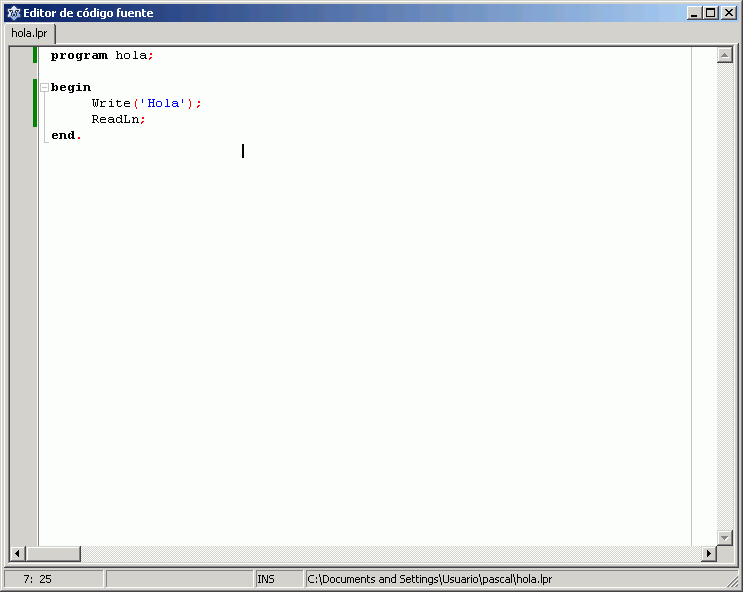 Editor de código fuente
hola.lpr
program hola;
begin
Write('Hola');
ReadLn;
end.
7: 25
INS
C:\Documents and Settings\Usuario\pascal\hola.lpr